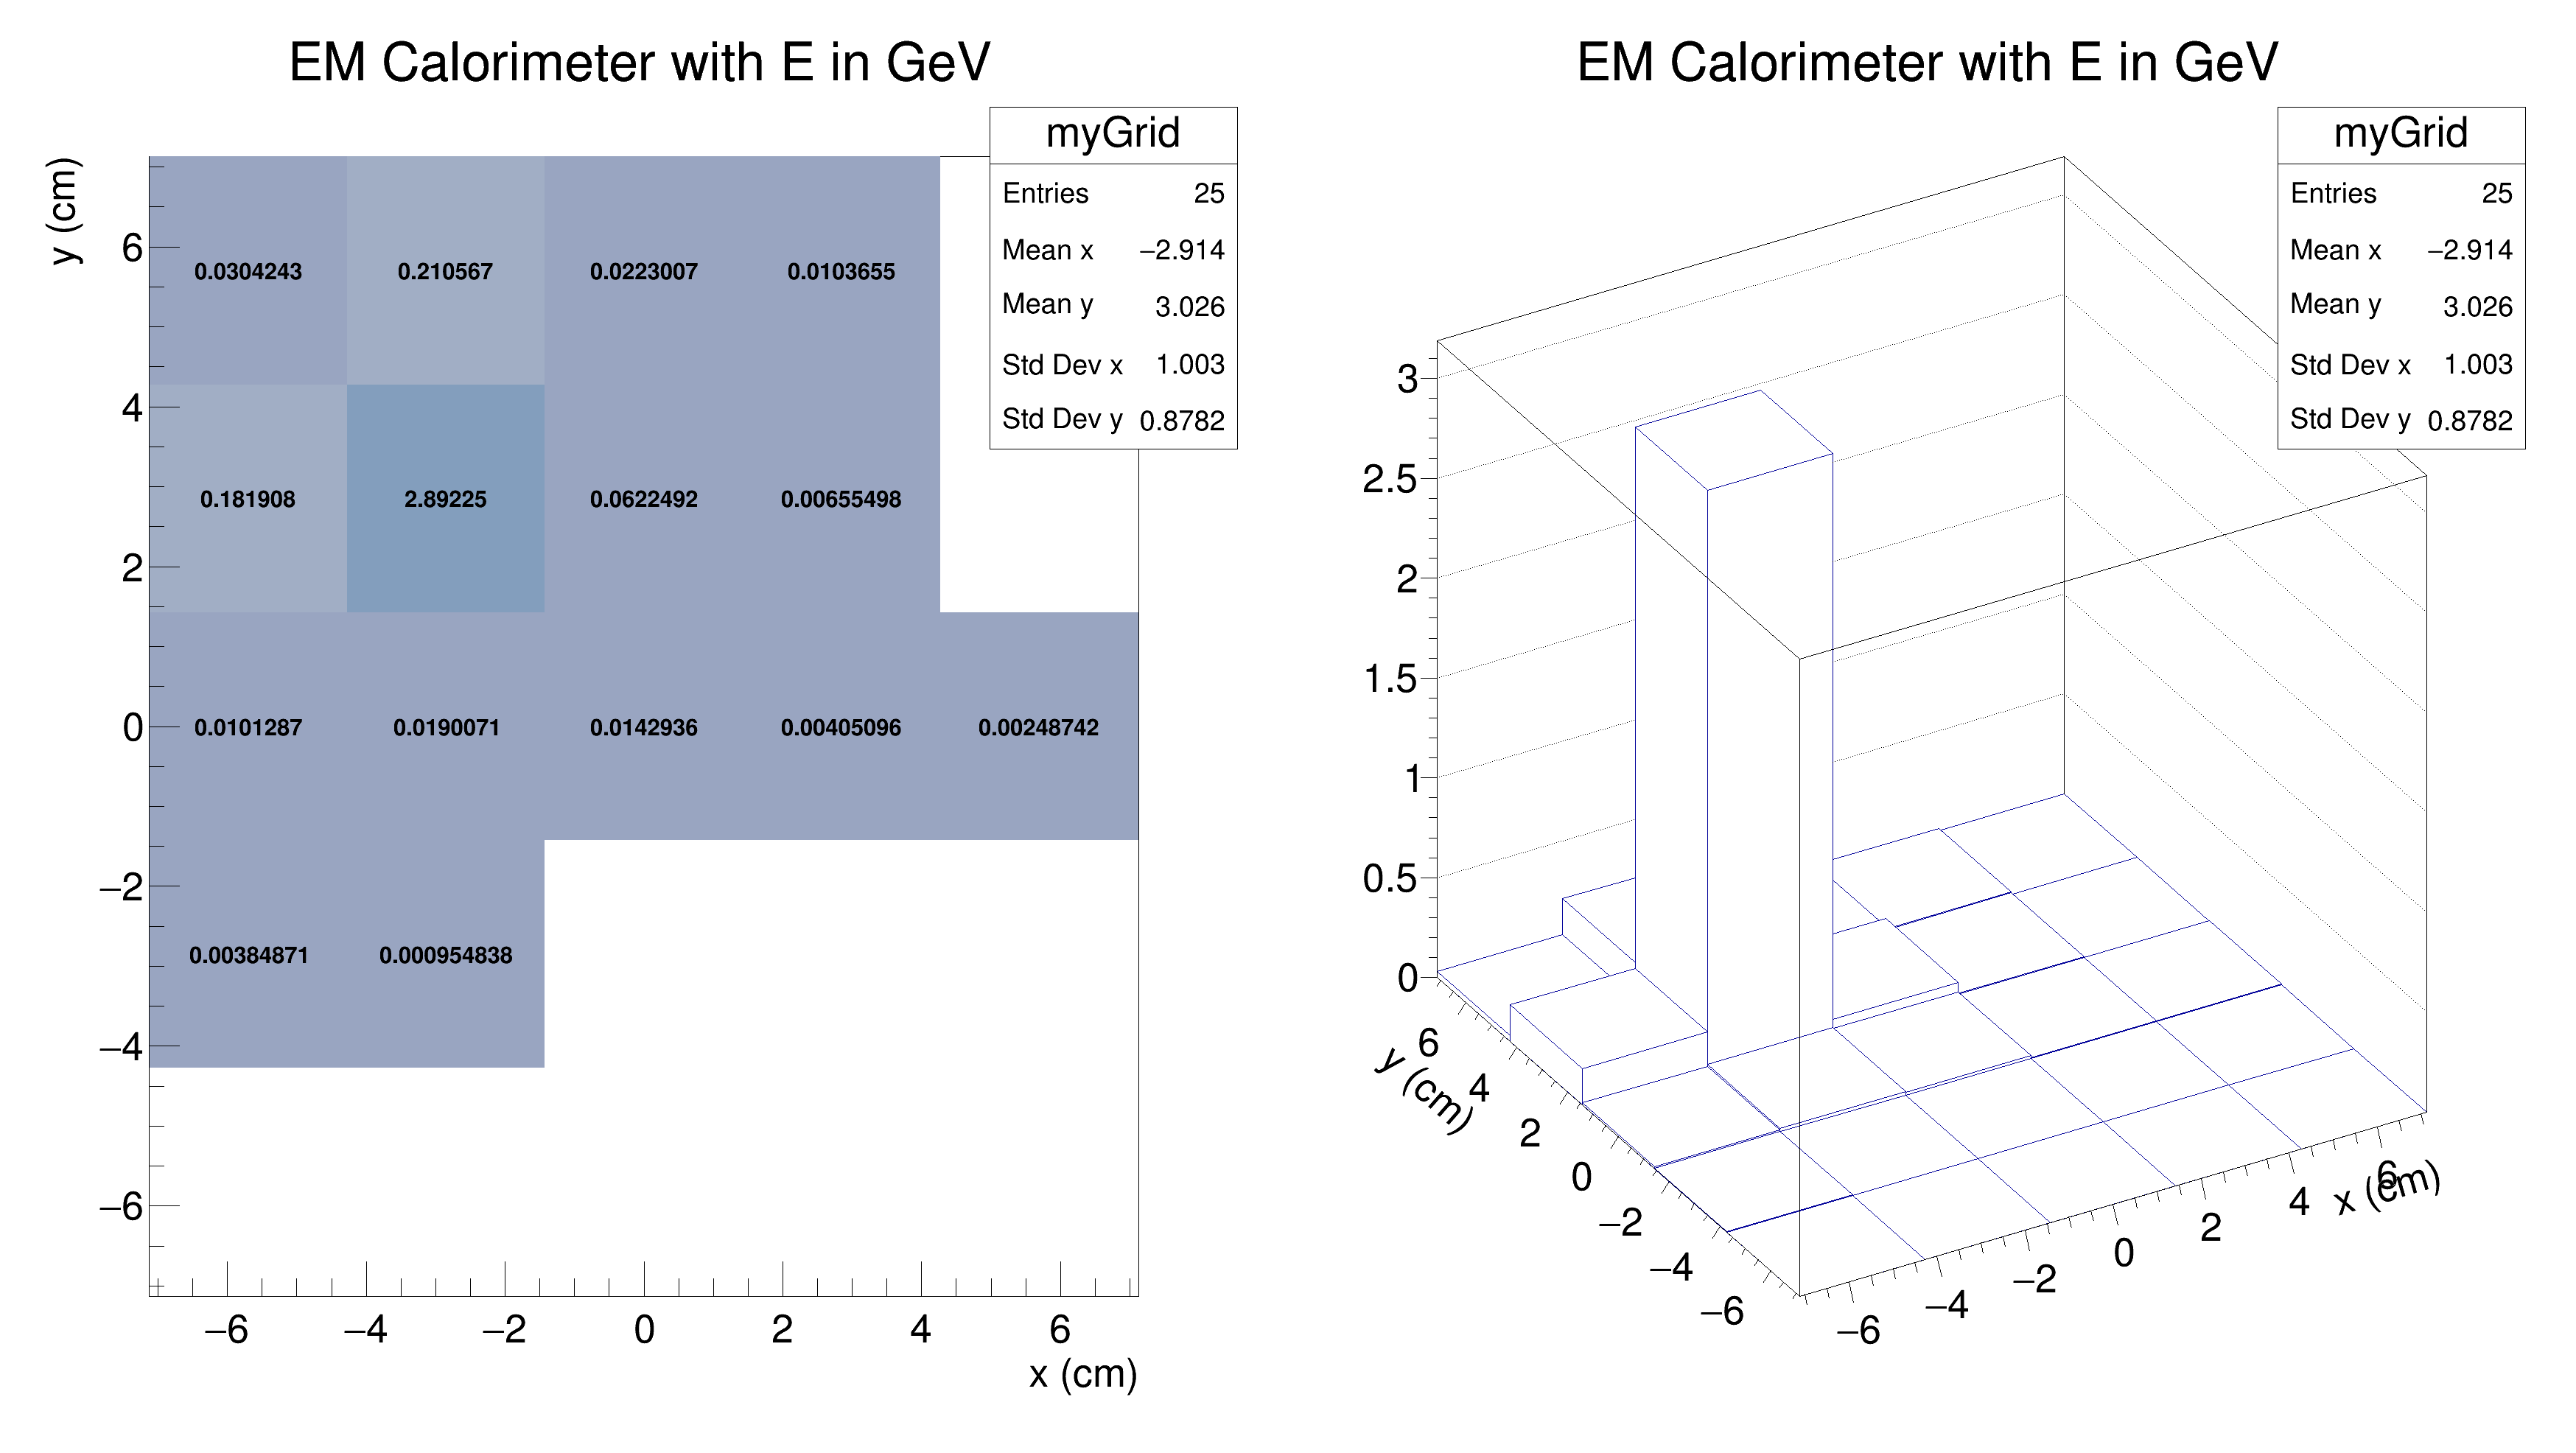 EM Calorimeter with E in GeV
myGrid
Entries 25
Mean x −2.914
Mean y 3.026
Std Dev x 1.003
Std Dev y 0.8782
y (cm)
6
4
2
0
−2
−4
−6
0.0304243 0.210567 0.0223007 0.0103655
0.181908 2.89225 0.0622492 0.00655498
0.0101287 0.0190071 0.0142936 0.00405096 0.00248742
0.00384871 0.000954838
−6 −4 −2 0 2 4 6
x (cm)
EM Calorimeter with E in GeV
myGrid
Entries 25
Mean x −2.914
Mean y 3.026
Std Dev x 1.003
Std Dev y 0.8782
3
2.5
2
1.5
1
0.5
0
y (cm)
6
4
2
0
−2
−4
−6
−6
−4
−2
0
2
4
6
x (cm)